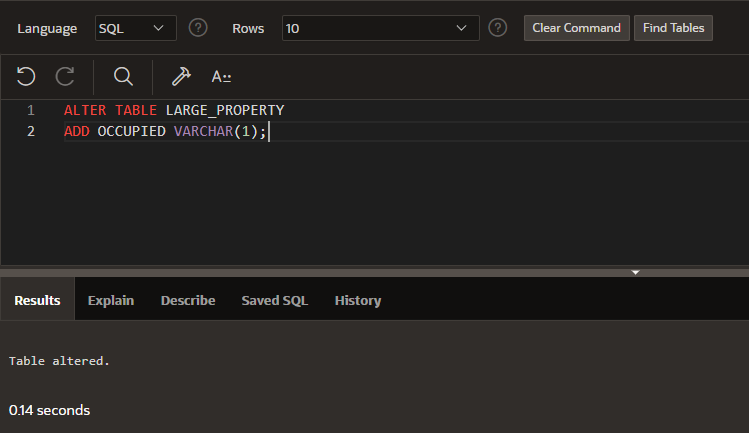 Language SQL ? Rows 10 ? Clear Command Find Tables
A::
1 ALTER TABLE LARGE_PROPERTY
2 ADD OCCUPIED VARCHAR(1);
Results Explain Describe Saved SQL History
Table altered.
0.14 seconds